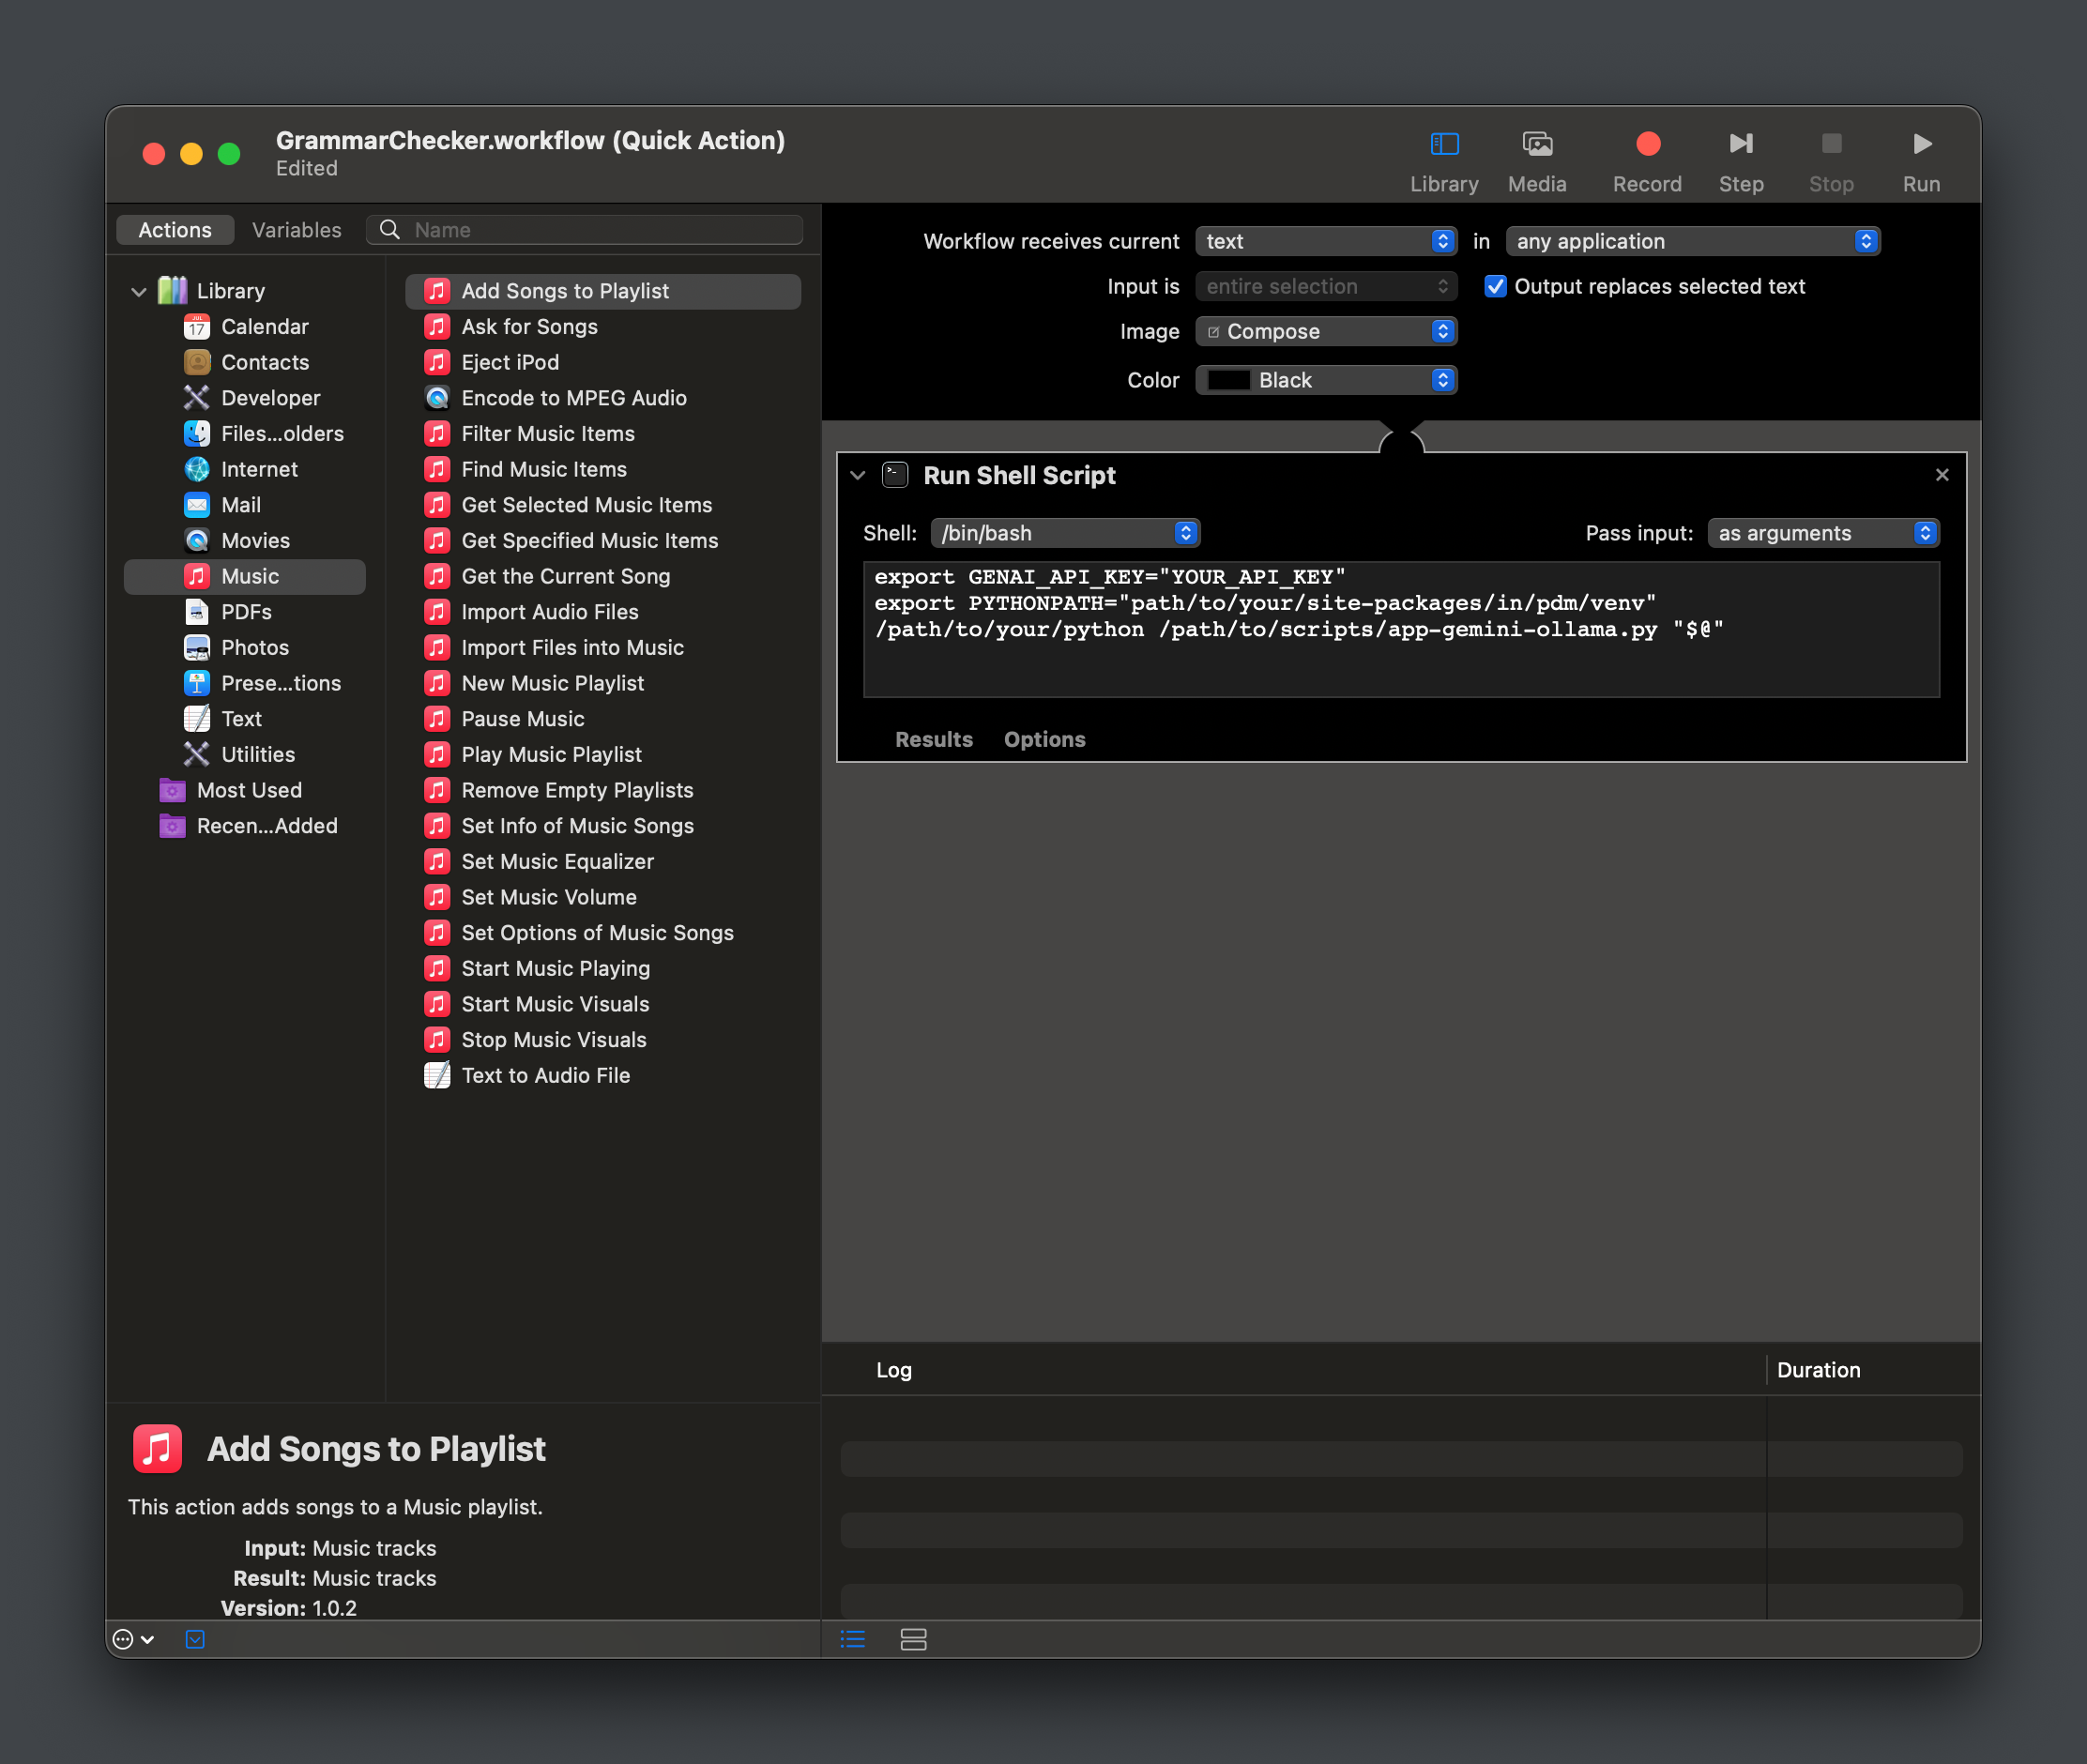 GrammarChecker.workflow (Quick Action)
Edited
Library
Media
Record
Step
Stop
Run
Actions
Variables
Name
Library
JUL
17
Calendar
Contacts
Developer
Files...olders
Internet
Mail
Movies
Music
PDFs
Photos
Prese...tions
Text
Utilities
Most Used
Recen...Added
Add Songs to Playlist
Ask for Songs
Eject iPod
Encode to MPEG Audio
Filter Music Items
Find Music Items
Get Selected Music Items
Get Specified Music Items
Get the Current Song
Import Audio Files
Import Files into Music
New Music Playlist
Pause Music
Play Music Playlist
Remove Empty Playlists
Set Info of Music Songs
Set Music Equalizer
Set Music Volume
Set Options of Music Songs
Start Music Playing
Start Music Visuals
Stop Music Visuals
Text to Audio File
Add Songs to Playlist
This action adds songs to a Music playlist.
Input: Music tracks
Result: Music tracks
Version: 1.0.2
Workflow receives current text in any application
Input is entire selection Output replaces selected text
Image Compose
Color Black
Run Shell Script
Shell: /bin/bash Pass input: as arguments
export GENAI_API_KEY="YOUR_API_KEY"
export PYTHONPATH="path/to/your/site-packages/in/pdm/venv"
/path/to/your/python /path/to/scripts/app-gemini-ollama.py "$@"
Results Options
Log Duration